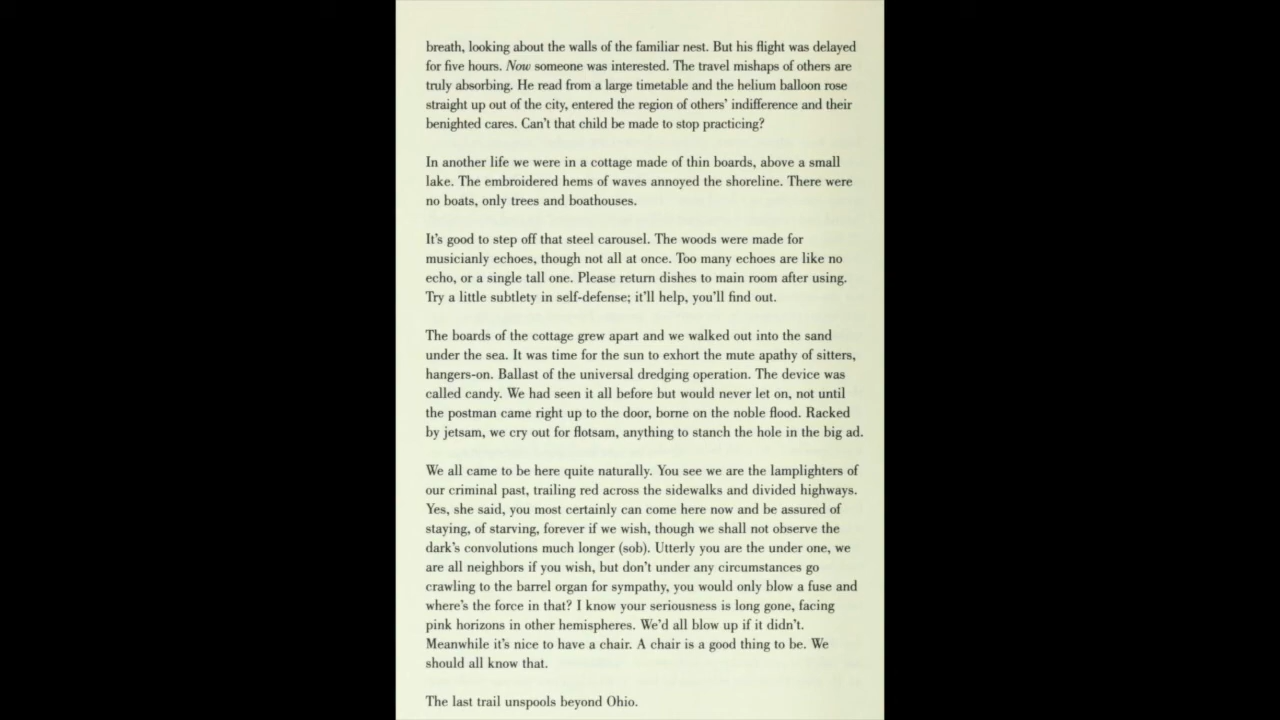 breath, looking about the walls of the familiar nest. But his flight was delayed
for five hours. Now someone was interested. The travel mishaps of others are
truly absorbing. He read from a large timetable and the helium balloon rose
straight up out of the city, entered the region of others’ indifference and their
benighted cares. Can’t that child be made to stop practicing?
In another life we were in a cottage made of thin boards, above a small
lake. The embroidered hems of waves annoyed the shoreline. There were
no boats, only trees and boathouses.
It’s good to step off that steel carousel. The woods were made for
musicianly echoes, though not all at once. Too many echoes are like no
echo, or a single tall one. Please return dishes to main room after using.
Try a little subtlety in self-defense; it’ll help, you’ll find out.
The boards of the cottage grew apart and we walked out into the sand
under the sea. It was time for the sun to exhort the mute apathy of sitters,
hangers-on. Ballast of the universal dredging operation. The device was
called candy. We had seen it all before but would never let on, not until
the postman came right up to the door, borne on the noble flood. Racked
by jetsam, we cry out for flotsam, anything to stanch the hole in the big ad.
We all came to be here quite naturally. You see we are the lamplighters of
our criminal past, trailing red across the sidewalks and divided highways.
Yes, she said, you most certainly can come here now and be assured of
staying, of starving, forever if we wish, though we shall not observe the
dark’s convolutions much longer (sob). Utterly you are the under one, we
are all neighbors if you wish, but don’t under any circumstances go
crawling to the barrel organ for sympathy, you would only blow a fuse and
where’s the force in that? I know your seriousness is long gone, facing
pink horizons in other hemispheres. We’d all blow up if it didn’t.
Meanwhile it’s nice to have a chair. A chair is a good thing to be. We
should all know that.
The last trail unspools beyond Ohio.